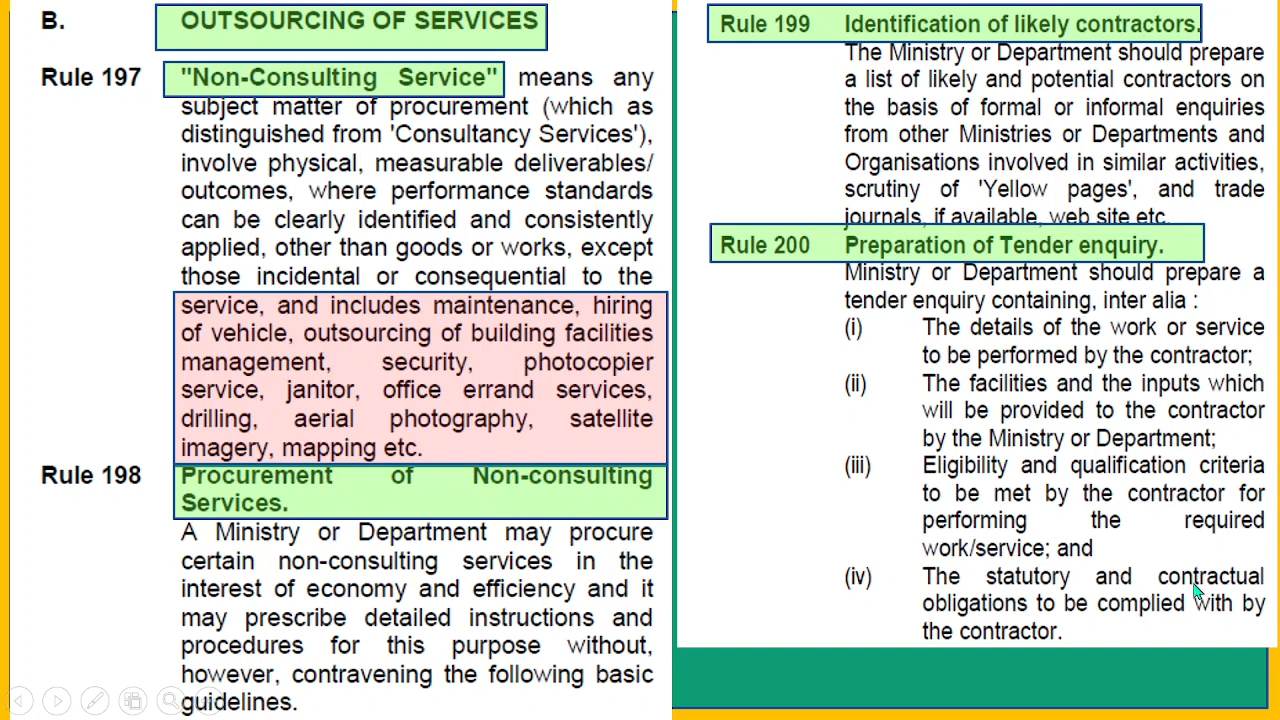 B. OUTSOURCING OF SERVICES
Rule 197 "Non-Consulting Service" means any
subject matter of procurement (which as
distinguished from 'Consultancy Services'),
involve physical, measurable deliverables/
outcomes, where performance standards
can be clearly identified and consistently
applied, other than goods or works, except
those incidental or consequential to the
service, and includes maintenance, hiring
of vehicle, outsourcing of building facilities
management, security, photocopier
service, janitor, office errand services,
drilling, aerial photography, satellite
imagery, mapping etc.
Rule 198 Procurement of Non-consulting
Services.
A Ministry or Department may procure
certain non-consulting services in the
interest of economy and efficiency and it
may prescribe detailed instructions and
procedures for this purpose without,
however, contravening the following basic
guidelines.
Rule 199 Identification of likely contractors.
The Ministry or Department should prepare
a list of likely and potential contractors on
the basis of formal or informal enquiries
from other Ministries or Departments and
Organisations involved in similar activities,
scrutiny of 'Yellow pages', and trade
journals, if available, web site etc.
Rule 200 Preparation of Tender enquiry.
Ministry or Department should prepare a
tender enquiry containing, inter alia :
(i) The details of the work or service
to be performed by the contractor;
(ii) The facilities and the inputs which
will be provided to the contractor
by the Ministry or Department;
(iii) Eligibility and qualification criteria
to be met by the contractor for
performing the required
work/service; and
(iv) The statutory and contractual
obligations to be complied with by
the contractor.